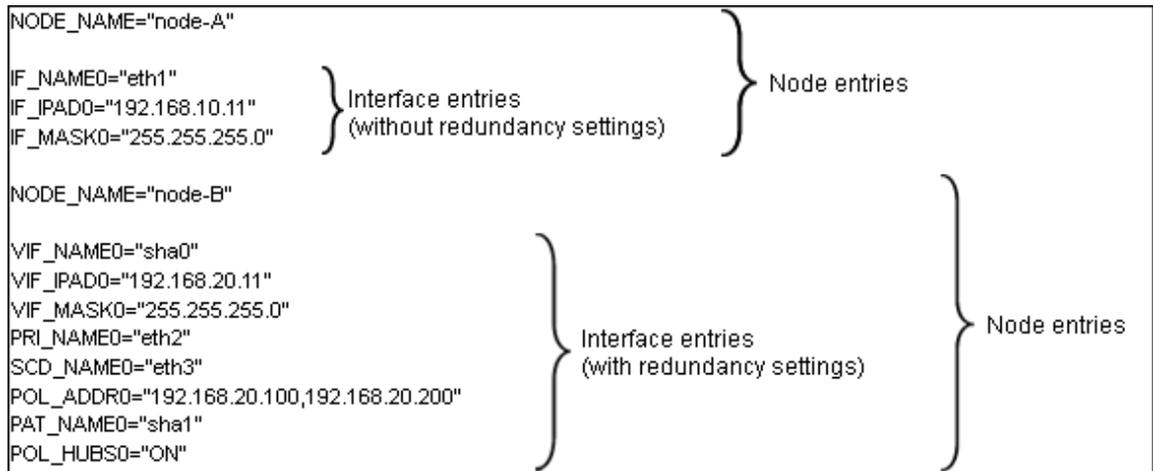 NODE_NAME="node-A"
IF_NAME0="eth1"
IF_IPAD0="192.168.10.11"
IF_MASK0="255.255.255.0"
Interface entries
(without redundancy settings)
Node entries
NODE_NAME="node-B"
VIF_NAME0="sha0"
VIF_IPAD0="192.168.20.11"
VIF_MASK0="255.255.255.0"
PRI_NAME0="eth2"
SCD_NAME0="eth3"
POL_ADDR0="192.168.20.100,192.168.20.200"
PAT_NAME0="sha1"
POL_HUBS0="ON"
Interface entries
(with redundancy settings)
Node entries